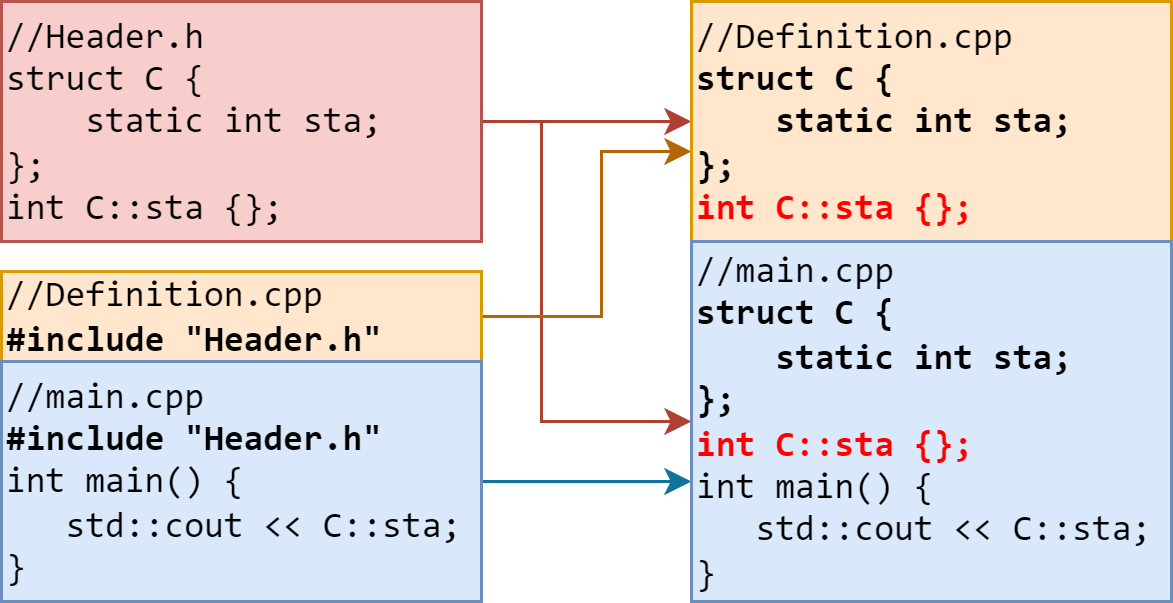 //Header.h
struct C {
    static int sta;
};
int C::sta {};
//Definition.cpp
#include "Header.h"
//main.cpp
#include "Header.h"
int main() {
   std::cout << C::sta;
}
//Definition.cpp
struct C {
    static int sta;
};
int C::sta {};
//main.cpp
struct C {
    static int sta;
};
int C::sta {};
int main() {
   std::cout << C::sta;
}